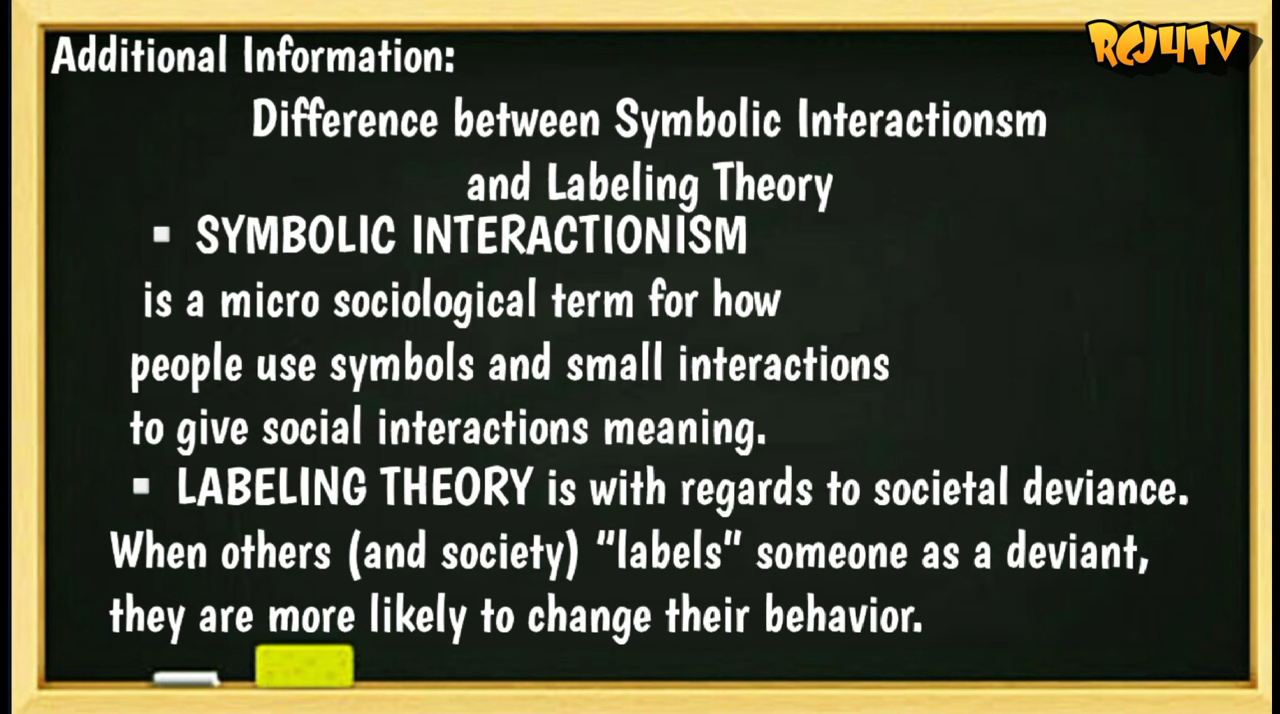 Additional Information:
RCJ4TV
Difference between Symbolic Interactionsm
and Labeling Theory
▪ SYMBOLIC INTERACTIONISM
is a micro sociological term for how
people use symbols and small interactions
to give social interactions meaning.
▪ LABELING THEORY is with regards to societal deviance.
When others (and society) “labels” someone as a deviant,
they are more likely to change their behavior.